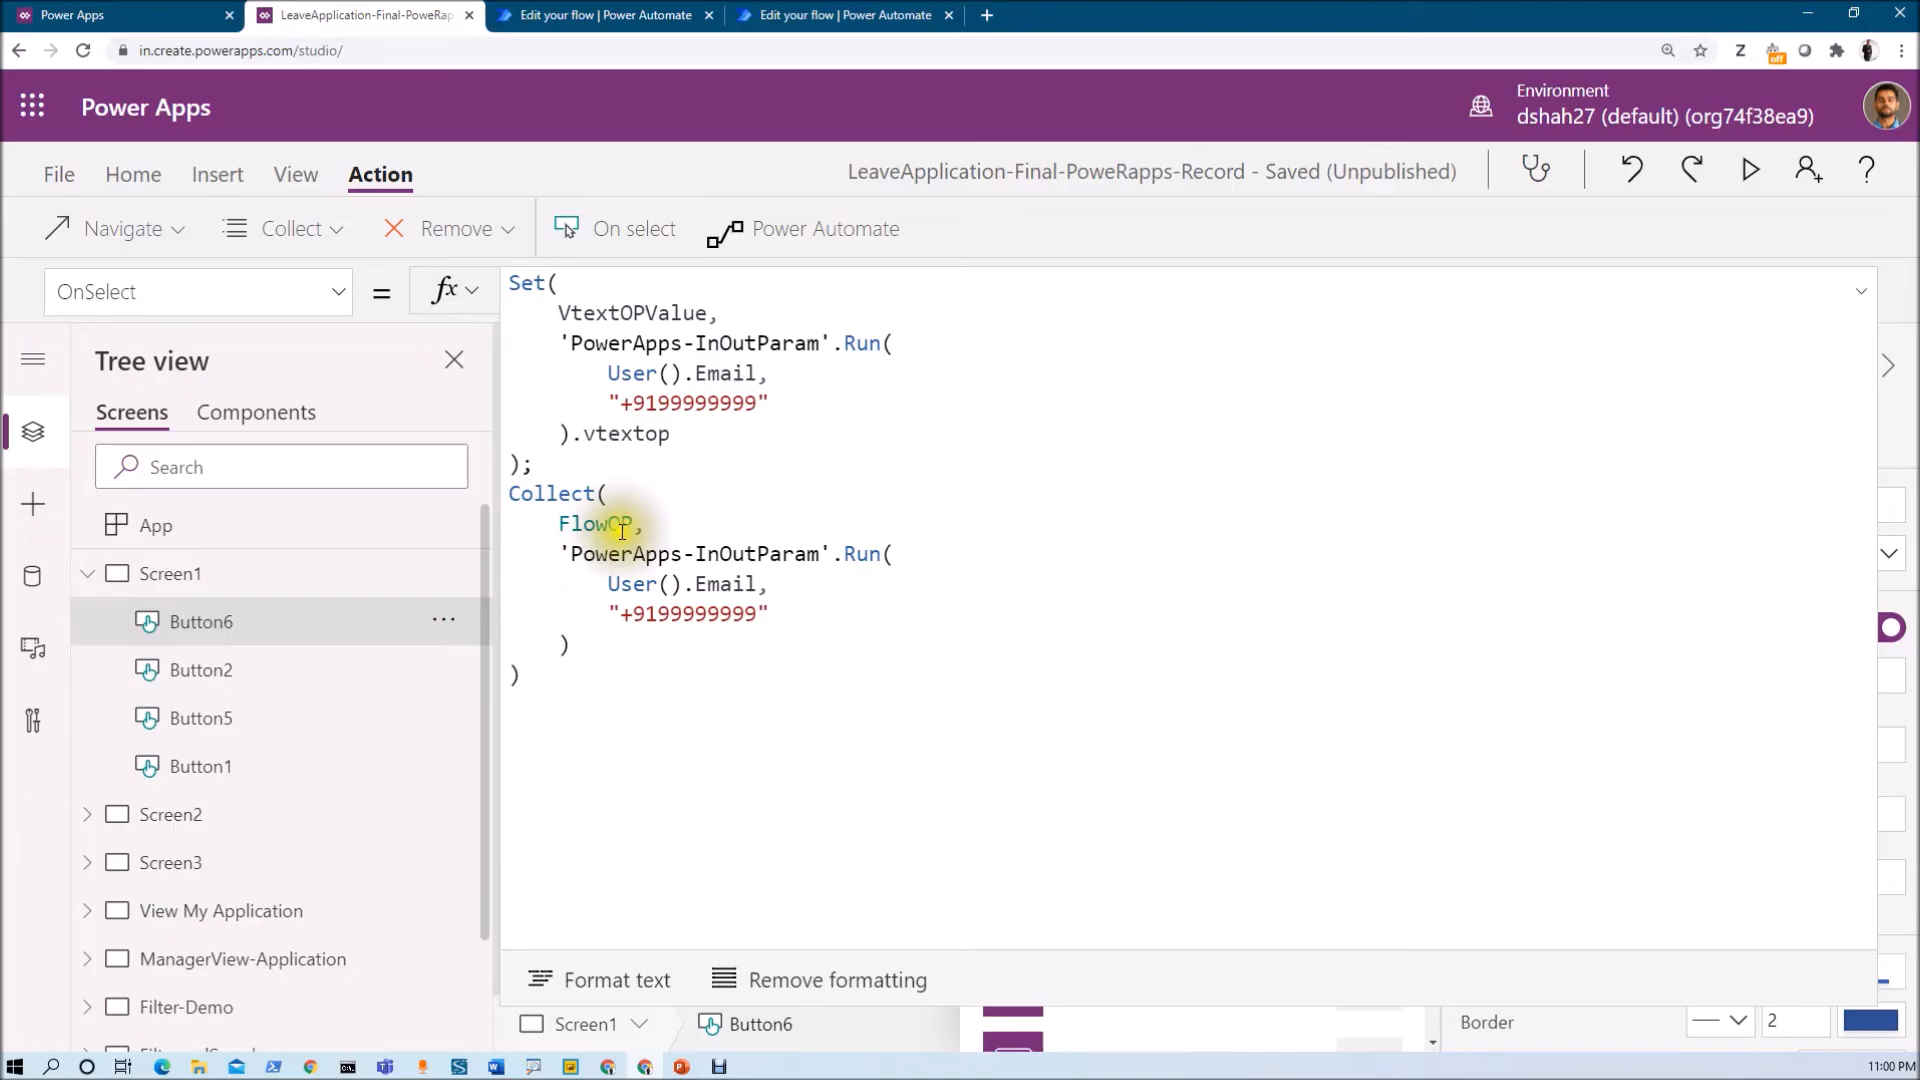 Power Apps
LeaveApplication-Final-PoweRap
Edit your flow | Power Automate
Edit your flow | Power Automate
in.create.powerapps.com/studio/
Z
off
Power Apps
Environment
dshah27 (default) (org74f38ea9)
File
Home
Insert
View
Action
LeaveApplication-Final-PoweRapps-Record - Saved (Unpublished)
Navigate
Collect
Remove
On select
Power Automate
OnSelect
=
fx
Set(
VtextOPValue,
'PowerApps-InOutParam'.Run(
User().Email,
"+9199999999"
).vtextop
);
Collect(
FlowOP,
'PowerApps-InOutParam'.Run(
User().Email,
"+9199999999"
)
)
Tree view
Screens
Components
Search
App
Screen1
Button6
Button2
Button5
Button1
Screen2
Screen3
View My Application
ManagerView-Application
Filter-Demo
Format text
Remove formatting
Screen1
Button6
Border
2
11:00 PM